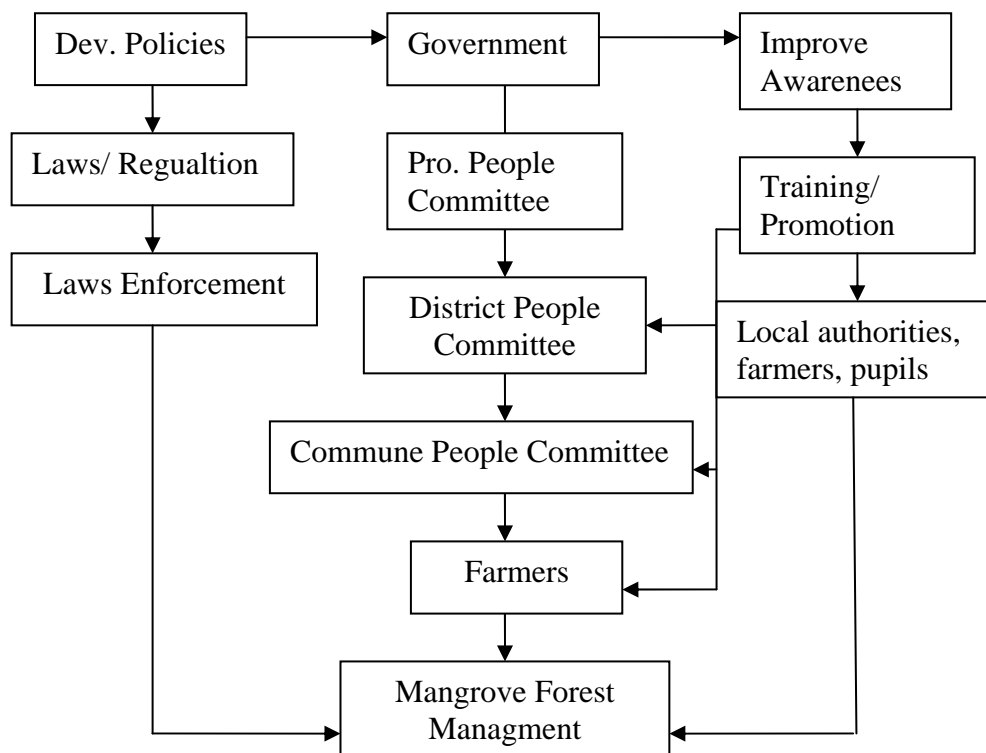 Dev. Policies
Government
Improve
Awarenees
Laws/ Regualtion
Pro. People
Committee
Training/
Promotion
Laws Enforcement
District People
Committee
Local authorities,
farmers, pupils
Commune People Committee
Farmers
Mangrove Forest
Managment